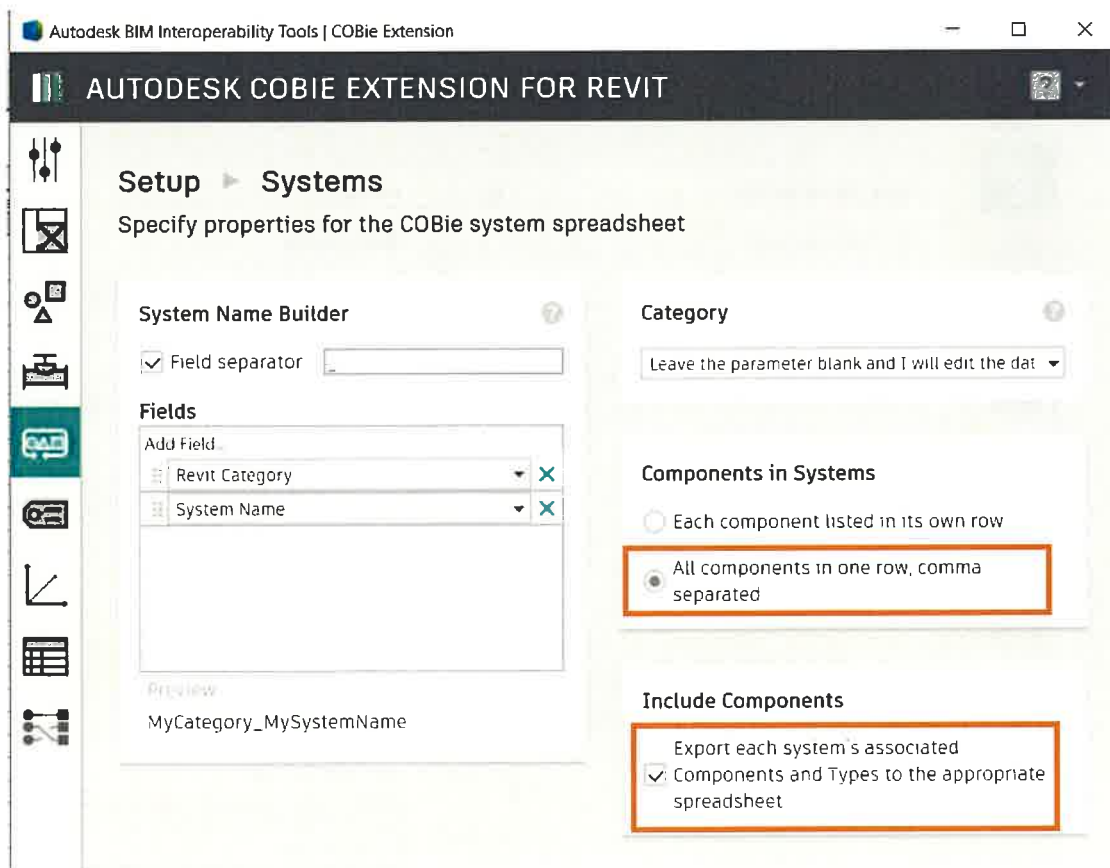 Autodesk BIM Interoperability Tools | COBie Extension
AUTODESK COBIE EXTENSION FOR REVIT
Setup ▶ Systems
Specify properties for the COBie system spreadsheet
System Name Builder
Field separator _
Fields
Add Field...
Revit Category
System Name
Preview
MyCategory_MySystemName
Category
Leave the parameter blank and I will edit the dat
Components in Systems
Each component listed in its own row
All components in one row, comma
separated
Include Components
Export each system's associated
Components and Types to the appropriate
spreadsheet